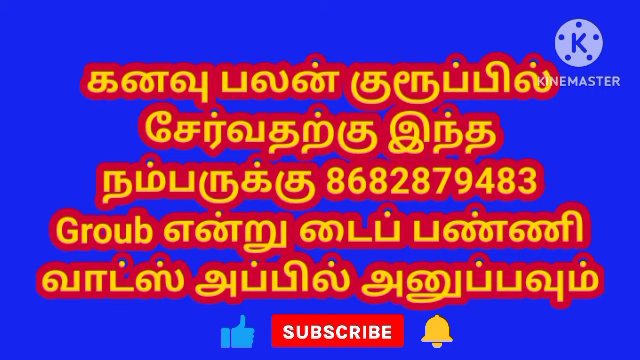 KINEMASTER
கனவு பலன் குரூப்பில்
சேர்வதற்கு இந்த
நம்பருக்கு 8682879483
Groub என்று டைப் பண்ணி
வாட்ஸ் அப்பில் அனுப்பவும்
SUBSCRIBE